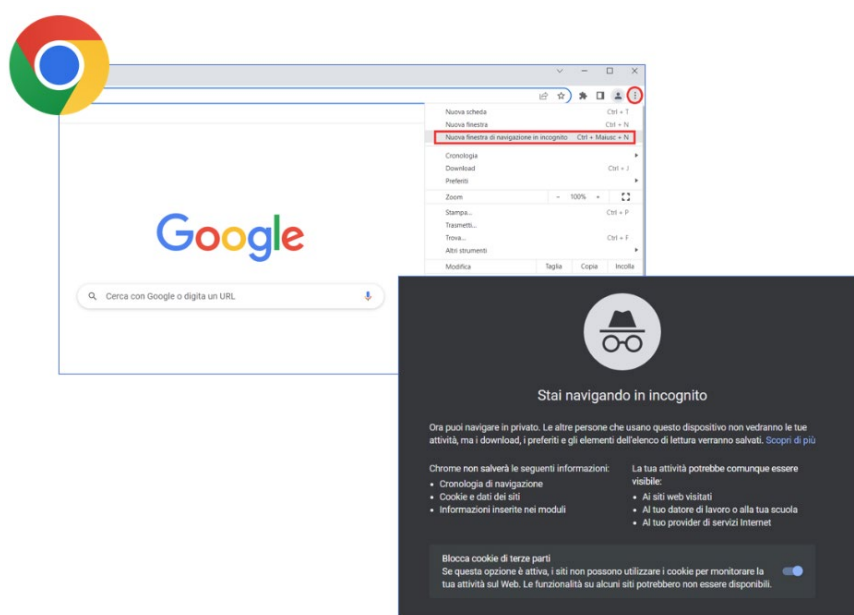 Nuova scheda Ctrl + T
Nuova finestra Ctrl + N
Nuova finestra di navigazione in incognito Ctrl + Maiusc + N
Cronologia
Download Ctrl + J
Preferiti
Zoom - 100% +
Stampa... Ctrl + P
Trasmetti...
Trova... Ctrl + F
Altri strumenti
Modifica Taglia Copia Incolla
Google
Cerca con Google o digita un URL
Stai navigando in incognito
Ora puoi navigare in privato. Le altre persone che usano questo dispositivo non vedranno le tue
attività, ma i download, i preferiti e gli elementi dell'elenco di lettura verranno salvati. Scopri di più
Chrome non salverà le seguenti informazioni:
• Cronologia di navigazione
• Cookie e dati dei siti
• Informazioni inserite nei moduli
La tua attività potrebbe comunque essere
visibile:
• Ai siti web visitati
• Al tuo datore di lavoro o alla tua scuola
• Al tuo provider di servizi Internet
Blocca cookie di terze parti
Se questa opzione è attiva, i siti non possono utilizzare i cookie per monitorare la
tua attività sul Web. Le funzionalità su alcuni siti potrebbero non essere disponibili.